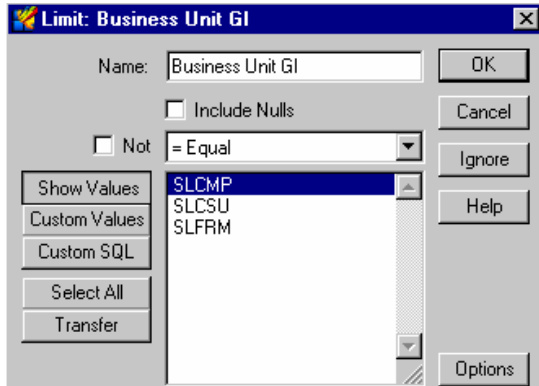 Limit: Business Unit GI
Name: Business Unit GI OK
Include Nulls Cancel
Not = Equal Ignore
Show Values SLCMP Help
Custom Values SLCSU
Custom SQL SLFRM
Select All
Transfer
Options